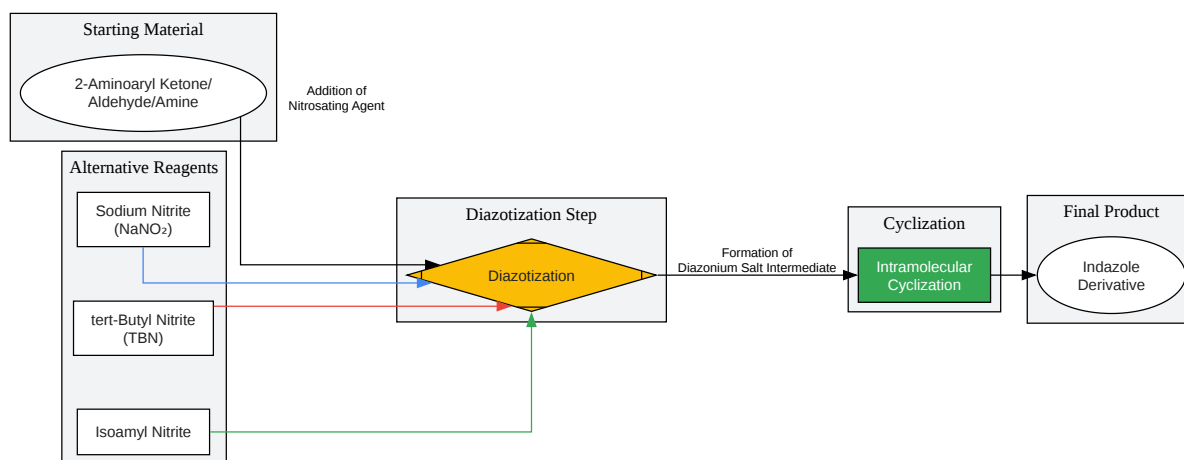 Starting Material
2-Aminoaryl Ketone/
Aldehyde/Amine
Addition of
Nitrosating Agent
Alternative Reagents
Sodium Nitrite
(NaNO₂)
tert-Butyl Nitrite
(TBN)
Isoamyl Nitrite
Diazotization Step
Diazotization
Formation of
Diazonium Salt Intermediate
Cyclization
Intramolecular
Cyclization
Final Product
Indazole
Derivative